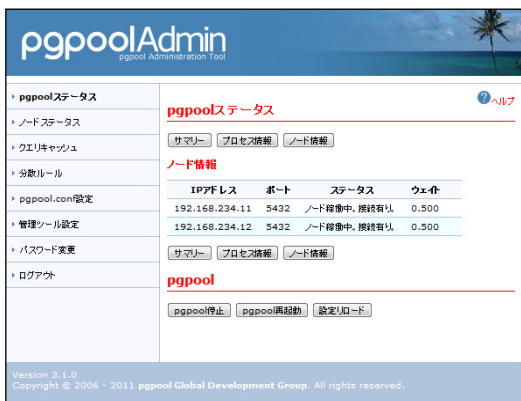 pgpoolAdmin
pgpool Administration Tool
pgpoolステータス
ノードステータス
クエリキャッシュ
分散ルール
pgpool.conf設定
管理ツール設定
パスワード変更
ログアウト
ヘルプ
pgpoolステータス
サマリー プロセス情報 ノード情報
ノード情報
IPアドレス ポート ステータス ウェイト
192.168.234.11 5432 ノード稼働中。接続有り。 0.500
192.168.234.12 5432 ノード稼働中。接続有り。 0.500
サマリー プロセス情報 ノード情報
pgpool
pgpool停止 pgpool再起動 設定リロード
Version 3.1.0
Copyright © 2006 - 2011 pgpool Global Development Group. All rights reserved.